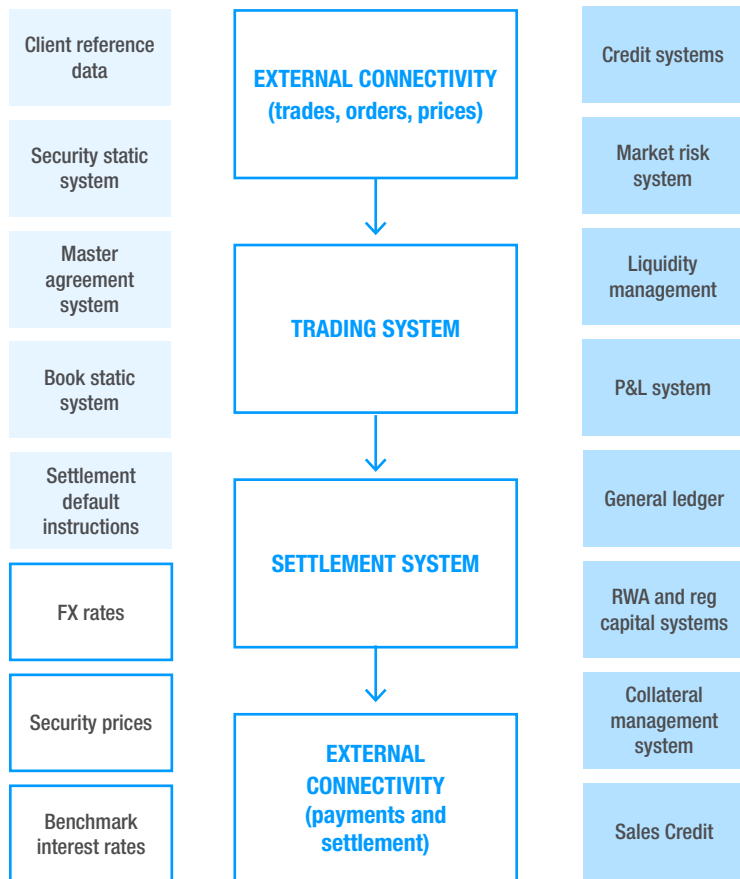 Client reference
data
Security static
system
Master
agreement
system
Book static
system
Settlement
default
instructions
FX rates
Security prices
Benchmark
interest rates
EXTERNAL CONNECTIVITY
(trades, orders, prices)
TRADING SYSTEM
SETTLEMENT SYSTEM
EXTERNAL
CONNECTIVITY
(payments and
settlement)
Credit systems
Market risk
system
Liquidity
management
P&L system
General ledger
RWA and reg
capital systems
Collateral
management
system
Sales Credit